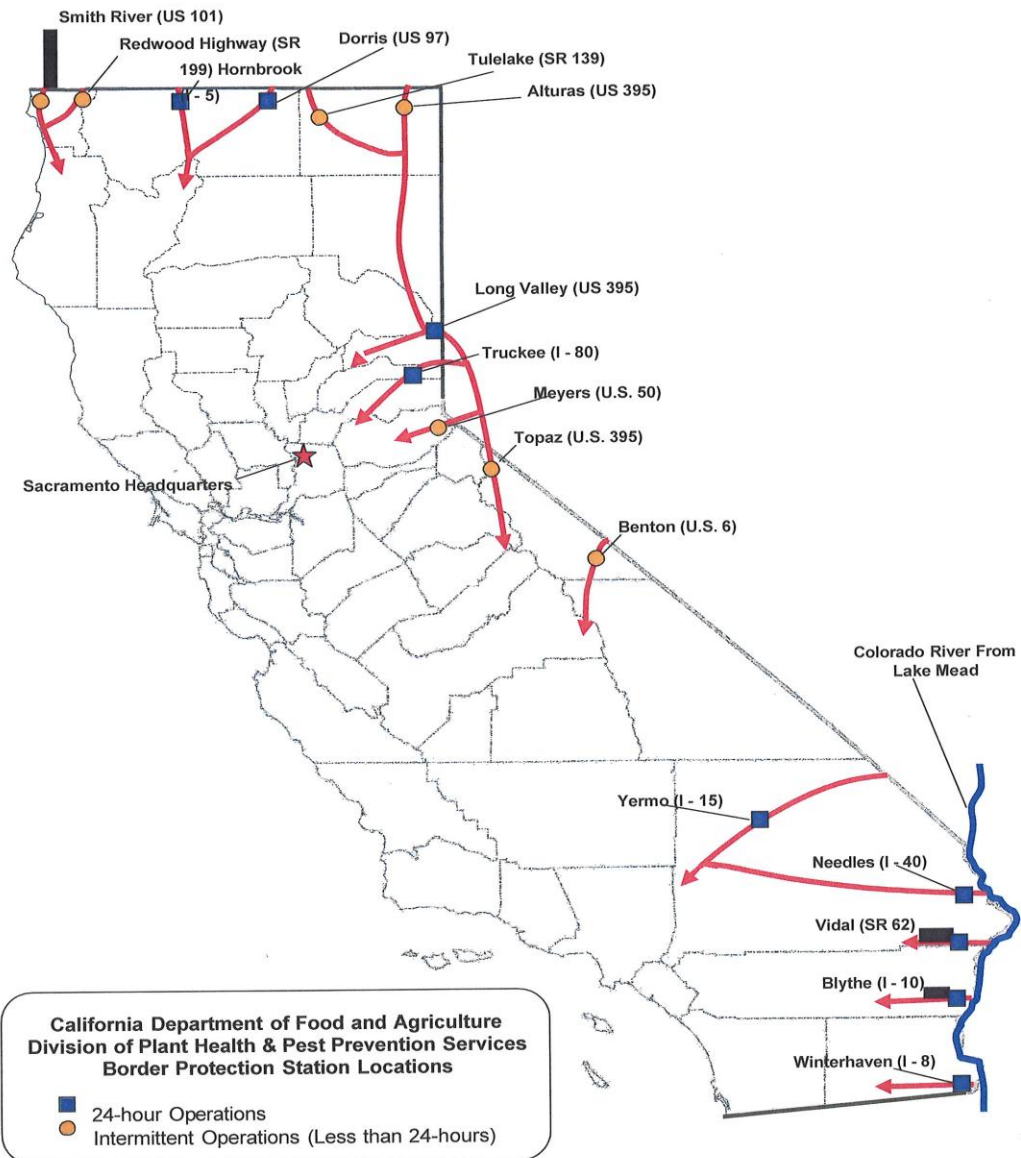 Smith River (US 101)
Redwood Highway (SR
199) Hornbrook
(I - 5)
Dorris (US 97)
Tulelake (SR 139)
Alturas (US 395)
Long Valley (US 395)
Truckee (I - 80)
Meyers (U.S. 50)
Topaz (U.S. 395)
Sacramento Headquarters
Benton (U.S. 6)
Colorado River From
Lake Mead
Yermo (I - 15)
Needles (I - 40)
Vidal (SR 62)
Blythe (I - 10)
Winterhaven (I - 8)
California Department of Food and Agriculture
Division of Plant Health & Pest Prevention Services
Border Protection Station Locations
24-hour Operations
Intermittent Operations (Less than 24-hours)